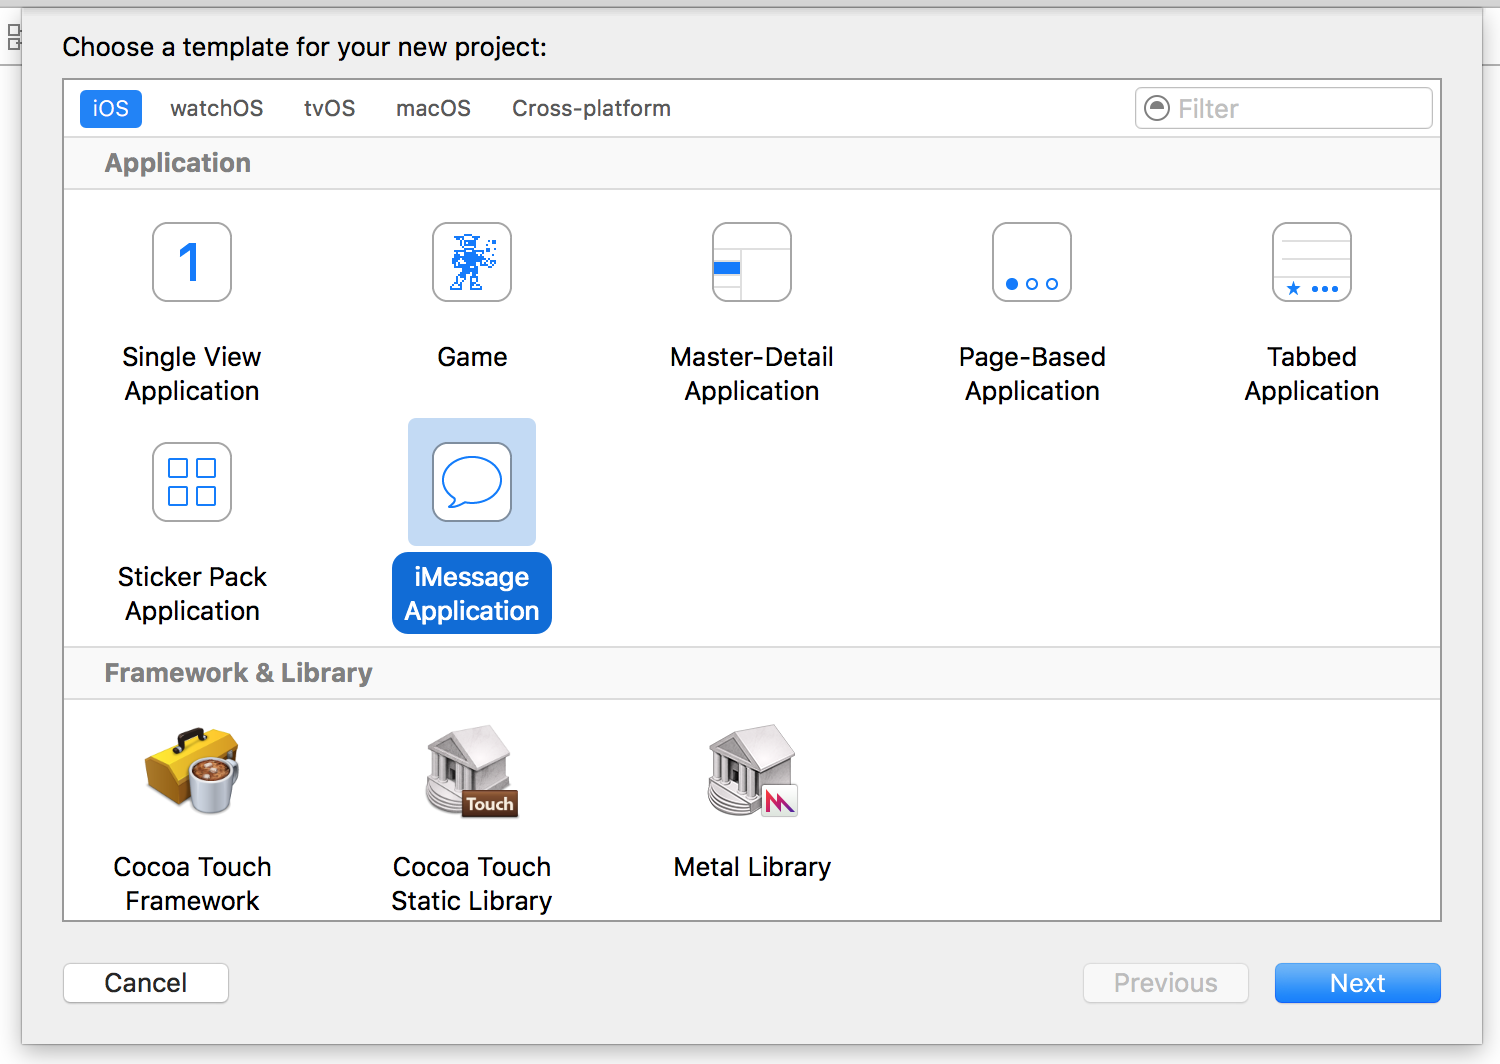 Choose a template for your new project:
iOS watchOS tvOS macOS Cross-platform Filter
Application
1
Single View Application
Game
Master-Detail Application
Page-Based Application
Tabbed Application
Sticker Pack Application
iMessage Application
Framework & Library
Touch
Cocoa Touch Framework
Cocoa Touch Static Library
Metal Library
Cancel Previous Next